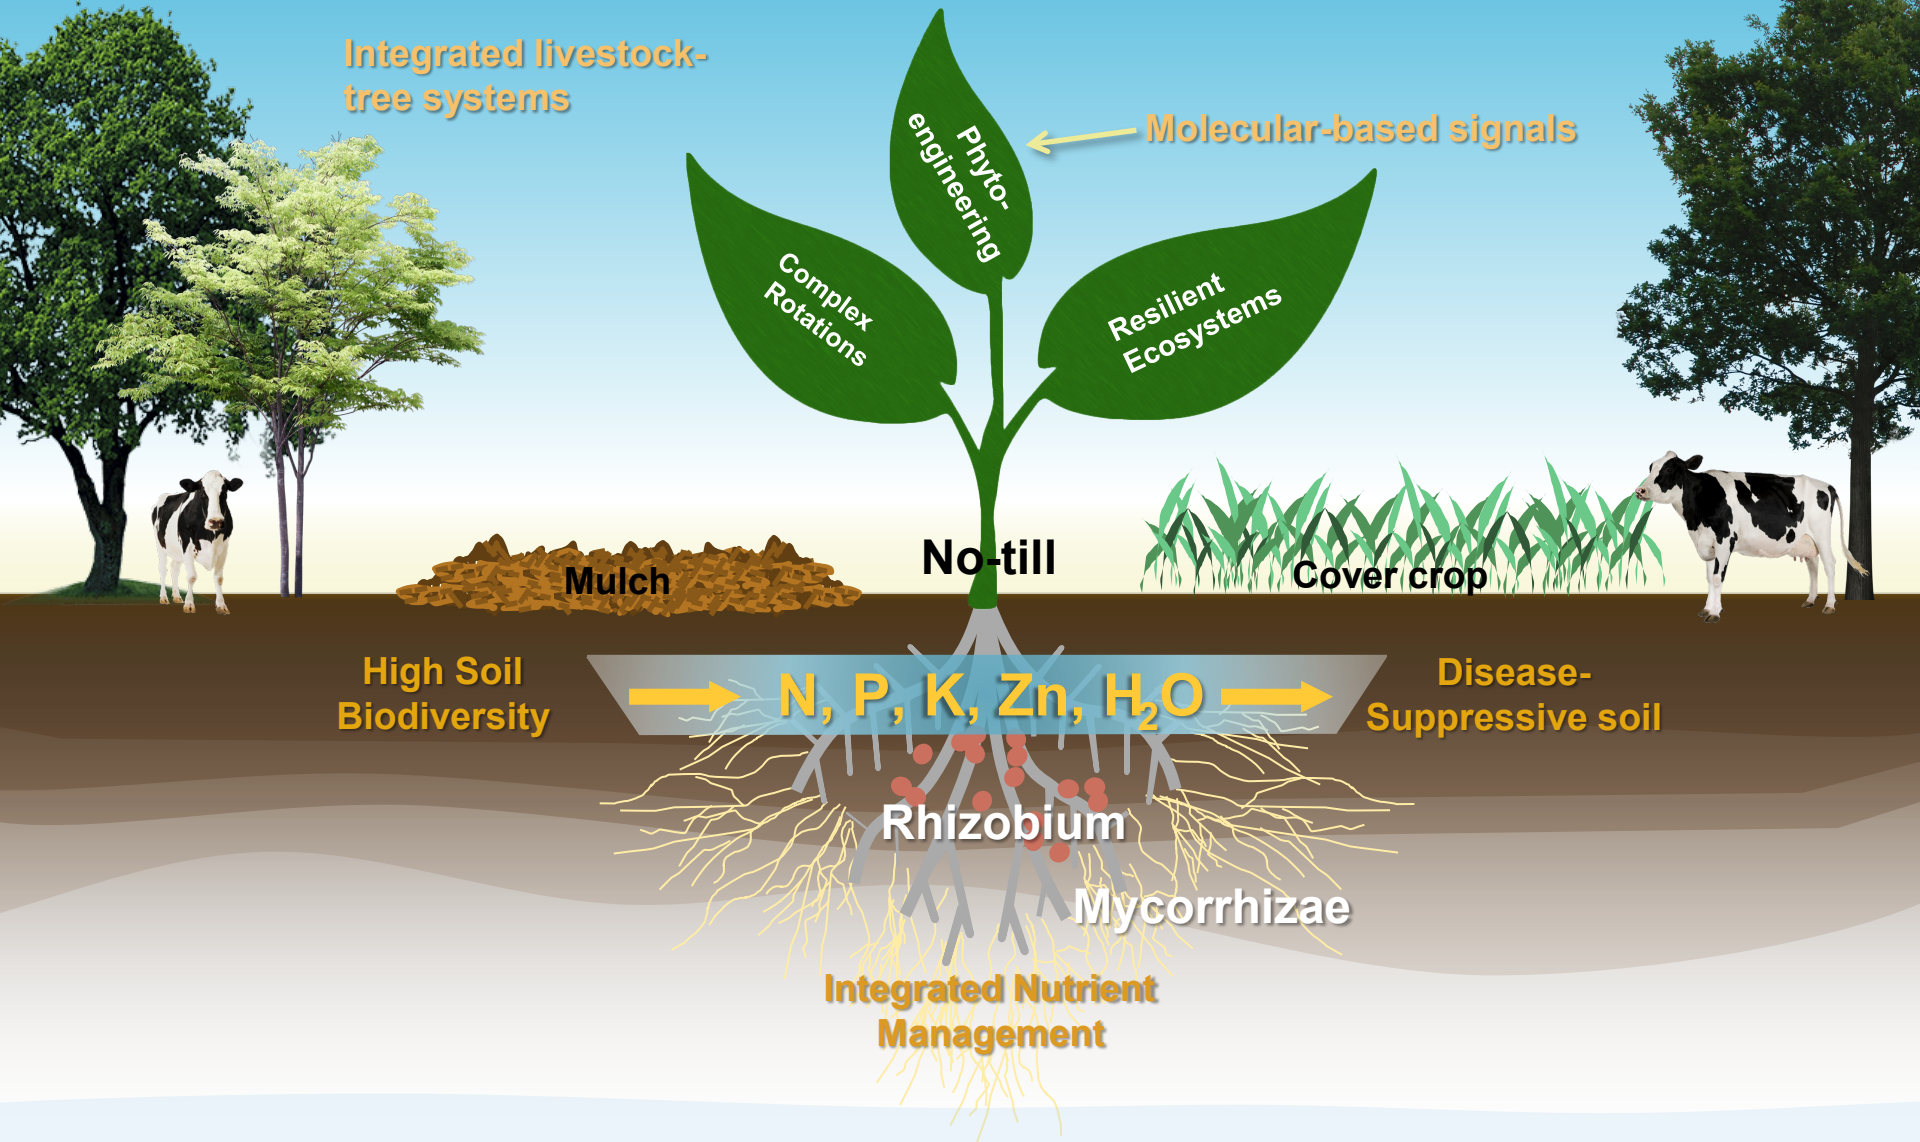 Integrated livestock-
tree systems
Phyto-
engineering
Molecular-based signals
Complex
Rotations
Resilient
Ecosystems
Mulch
No-till
Cover crop
High Soil
Biodiversity
N, P, K, Zn, H2O
Disease-
Suppressive soil
Rhizobium
Mycorrhizae
Integrated Nutrient
Management